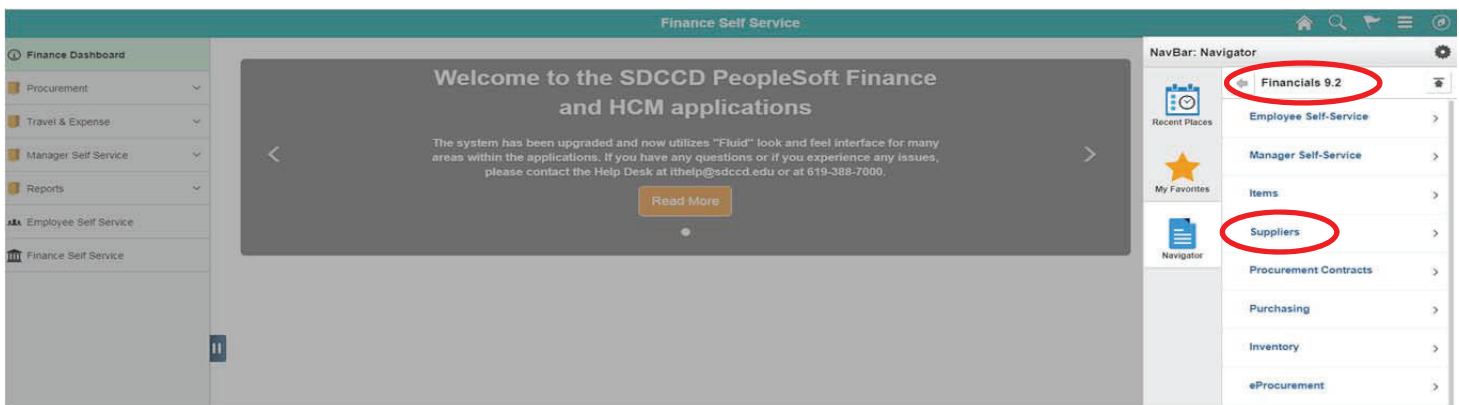 Finance Self Service
Finance Dashboard
Procurement
Travel & Expense
Manager Self Service
Reports
Employee Self Service
Finance Self Service
Welcome to the SDCCD PeopleSoft Finance
and HCM applications
The system has been upgraded and now utilizes "Fluid" look and feel interface for many
areas within the applications. If you have any questions or if you experience any issues,
please contact the Help Desk at ithelp@sdccd.edu or at 619-388-7000.
Read More
NavBar: Navigator
Recent Places
My Favorites
Navigator
Financials 9.2
Employee Self-Service
Manager Self-Service
Items
Suppliers
Procurement Contracts
Purchasing
Inventory
eProcurement